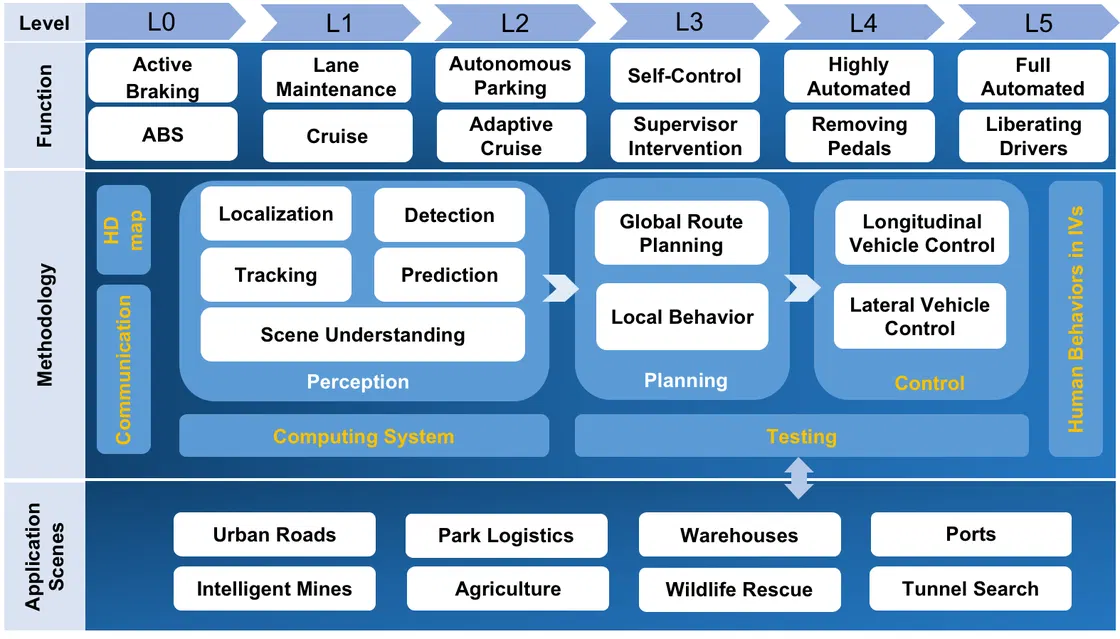 Level
L0
L1
L2
L3
L4
L5
Function
Active
Braking
Lane
Maintenance
Autonomous
Parking
Self-Control
Highly
Automated
Full
Automated
ABS
Cruise
Adaptive
Cruise
Supervisor
Intervention
Removing
Pedals
Liberating
Drivers
Methodology
HD
map
Communication
Localization
Detection
Tracking
Prediction
Scene Understanding
Perception
Global Route
Planning
Local Behavior
Planning
Longitudinal
Vehicle Control
Lateral Vehicle
Control
Control
Human Behaviors in IVs
Computing System
Testing
Application
Scenes
Urban Roads
Park Logistics
Warehouses
Ports
Intelligent Mines
Agriculture
Wildlife Rescue
Tunnel Search